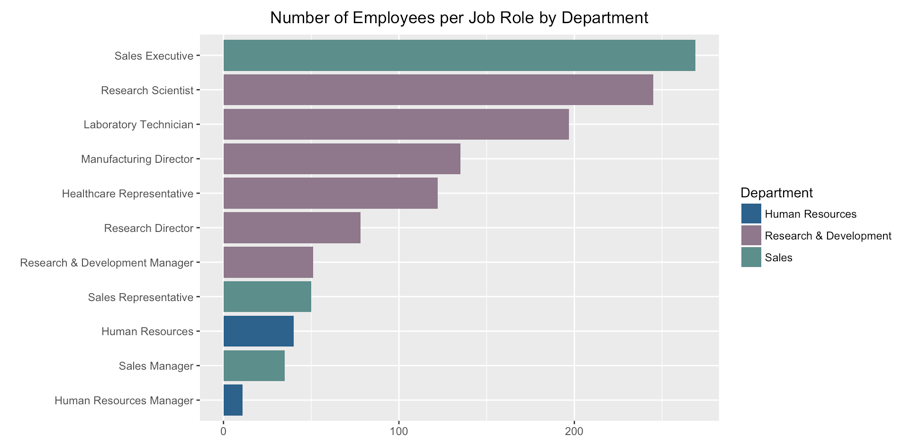 Number of Employees per Job Role by Department
Sales Executive
Research Scientist
Laboratory Technician
Manufacturing Director
Healthcare Representative
Research Director
Research & Development Manager
Sales Representative
Human Resources
Sales Manager
Human Resources Manager
0 100 200
Department
Human Resources
Research & Development
Sales